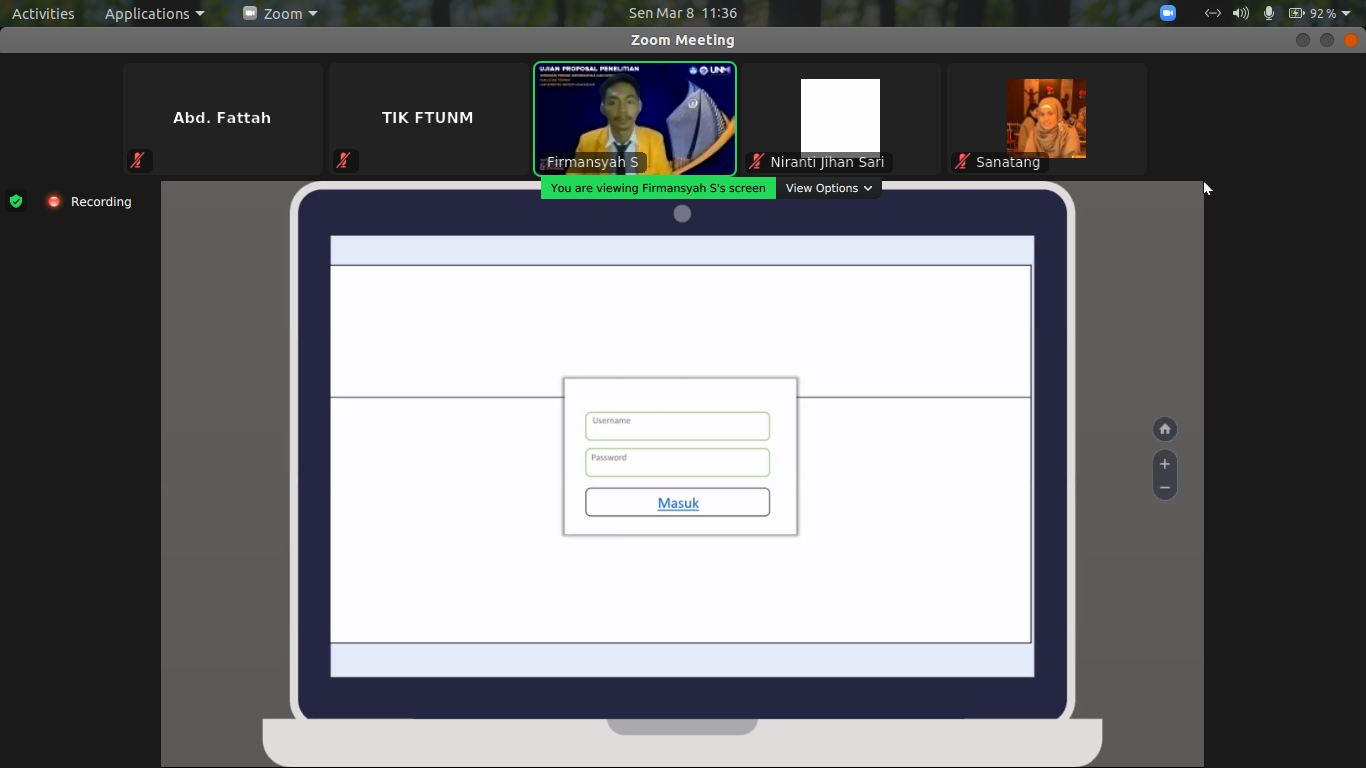 Activities Applications Zoom Sen Mar 8 11:36 92%
Zoom Meeting
Abd. Fattah
TIK FTUNM
UJIAN PROPOSAL PENELITIAN
UNM
Firmansyah S
Niranti Jihan Sari
Sanatang
You are viewing Firmansyah S's screen View Options
Recording
Username
Password
Masuk